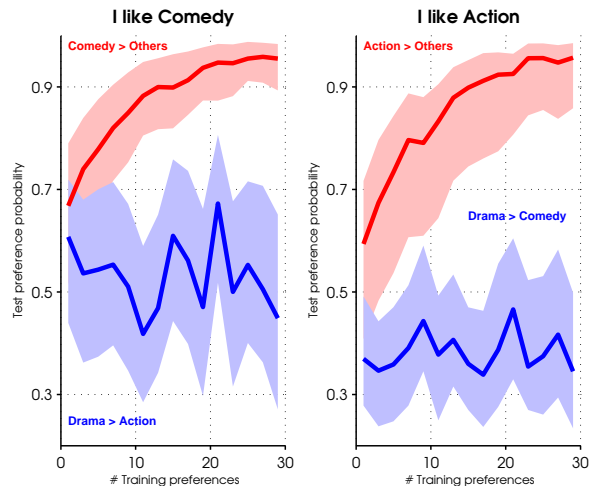 I like Comedy
Comedy > Others
Drama > Action
Test preference probability
0.9
0.7
0.5
0.3
0
10
20
30
# Training preferences
I like Action
Action > Others
Drama > Comedy
Test preference probability
0.9
0.7
0.5
0.3
0
10
20
30
# Training preferences